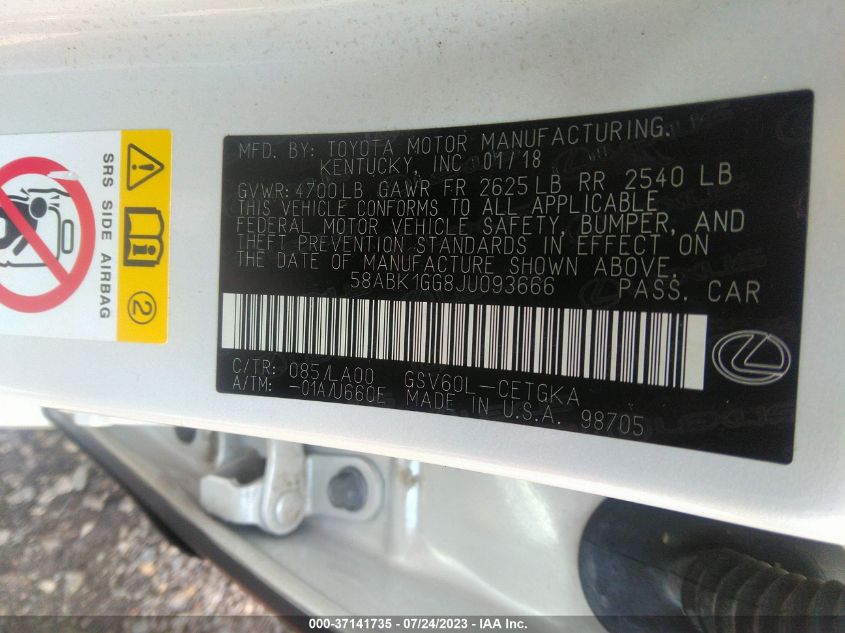 SRS SIDE AIRBAG
2
MFD. BY: TOYOTA MOTOR MANUFACTURING.
KENTUCKY, INC 01/18
GVWR: 4700LB GAWR FR 2625LB RR 2540 LB
THIS VEHICLE CONFORMS TO ALL APPLICABLE
FEDERAL MOTOR VEHICLE SAFETY, BUMPER, AND
THEFT PREVENTION STANDARDS IN EFFECT ON
THE DATE OF MANUFACTURE SHOWN ABOVE.
58ABK1GG8JU093666 PASS. CAR
C/TR: 085/LA00 GSV60L-CETGKA
A/TM: -01A/U660E MADE IN U.S.A. 98705
000-37141735 - 07/24/2023 - IAA Inc.